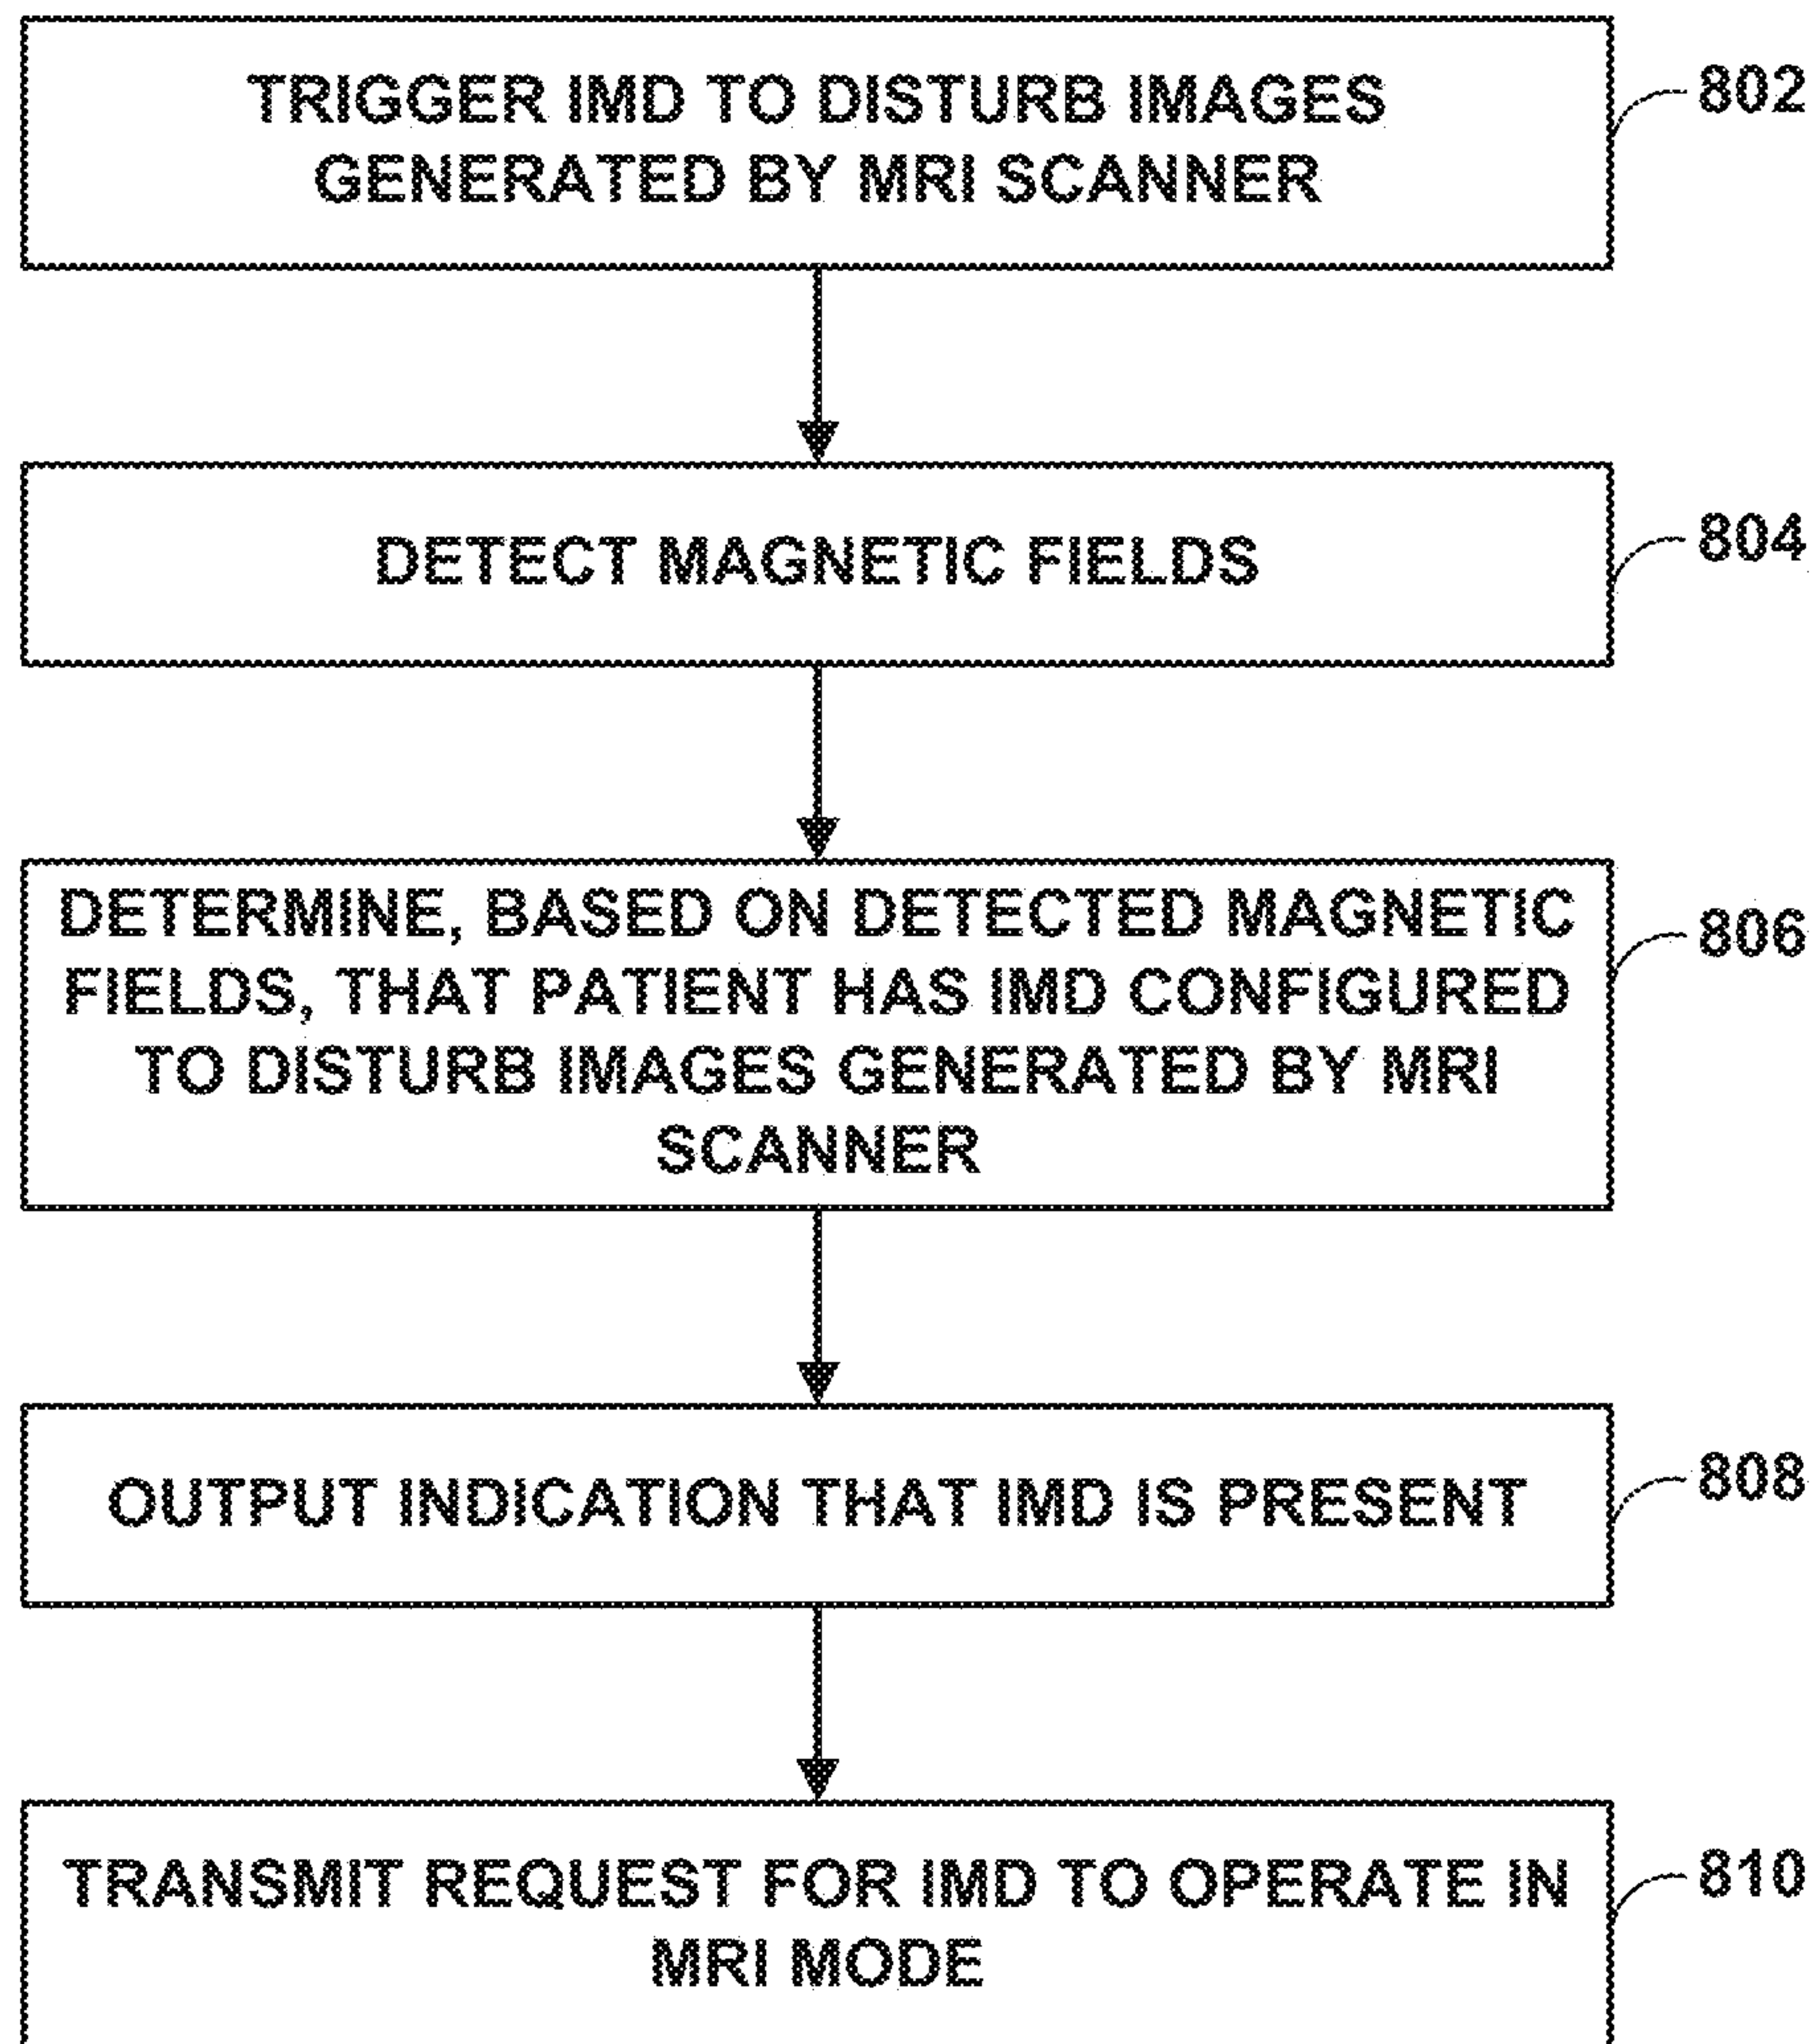 TRIGGER IMD TO DISTURB IMAGES
GENERATED BY MRI SCANNER
802
DETECT MAGNETIC FIELDS
804
DETERMINE, BASED ON DETECTED MAGNETIC
FIELDS, THAT PATIENT HAS IMD CONFIGURED
TO DISTURB IMAGES GENERATED BY MRI
SCANNER
806
OUTPUT INDICATION THAT IMD IS PRESENT
808
TRANSMIT REQUEST FOR IMD TO OPERATE IN
MRI MODE
810